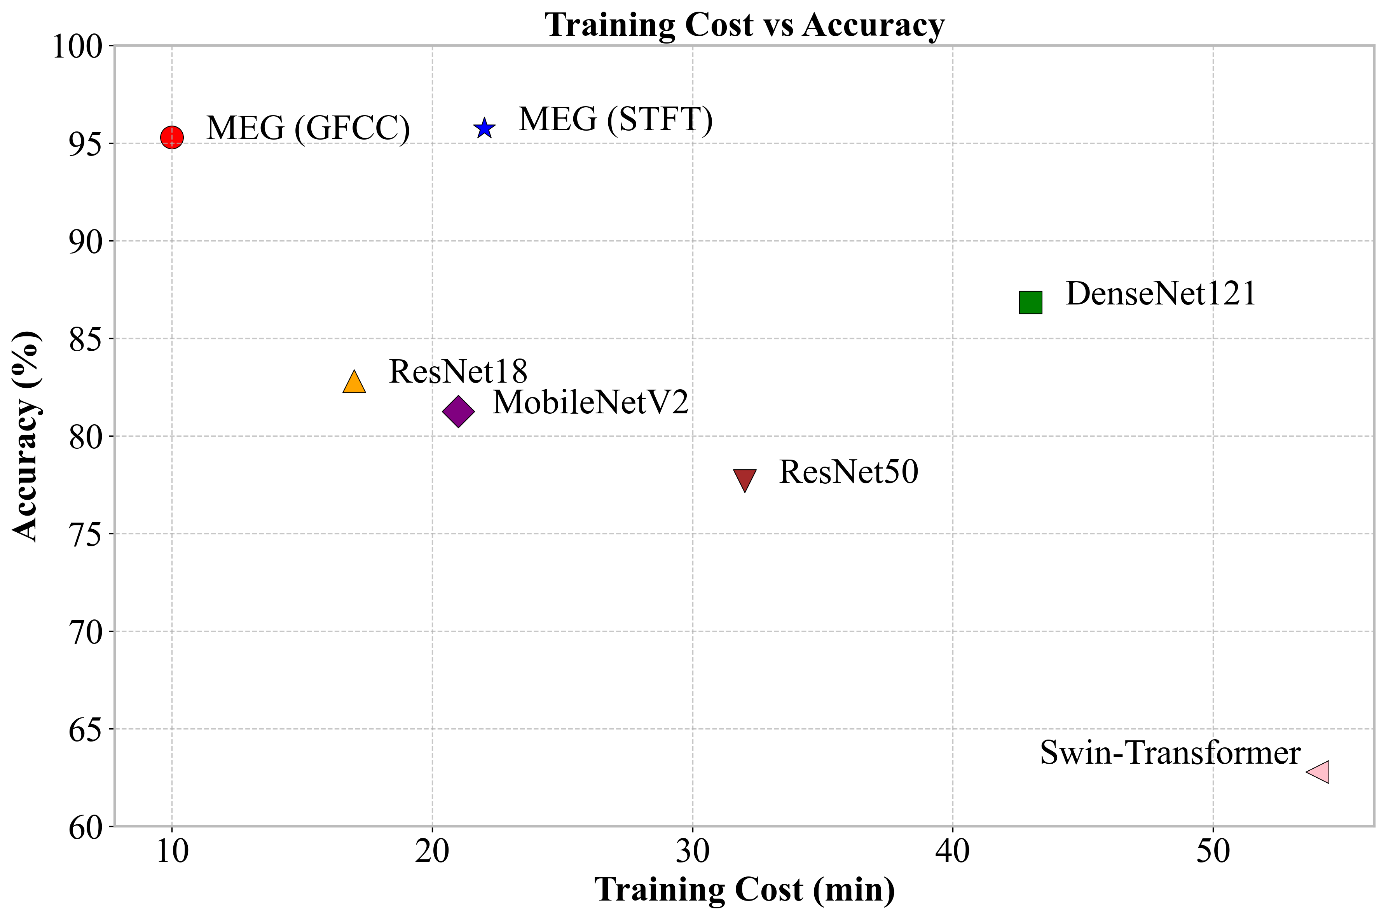 Training Cost vs Accuracy
100
MEG (GFCC)
MEG (STFT)
95
90
DenseNet121
85
ResNet18
MobileNetV2
80
ResNet50
75
70
65
Swin-Transformer
60
Accuracy (%)
10 20 30 40 50
Training Cost (min)